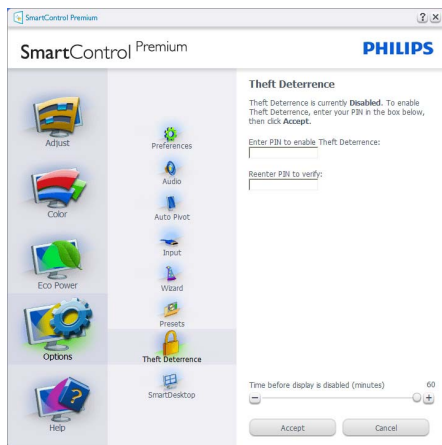 SmartControl Premium
? X
SmartControl Premium
PHILIPS
Adjust
Color
Eco Power
Options
Help
Preferences
Audio
Auto Pivot
Input
Wizard
Presets
Theft Deterrence
SmartDesktop
Theft Deterrence
Theft Deterrence is currently Disabled. To enable
Theft Deterrence, enter your PIN in the box below,
then click Accept.
Enter PIN to enable Theft Deterrence:
Reenter PIN to verify:
Time before display is disabled (minutes) 60
Accept Cancel